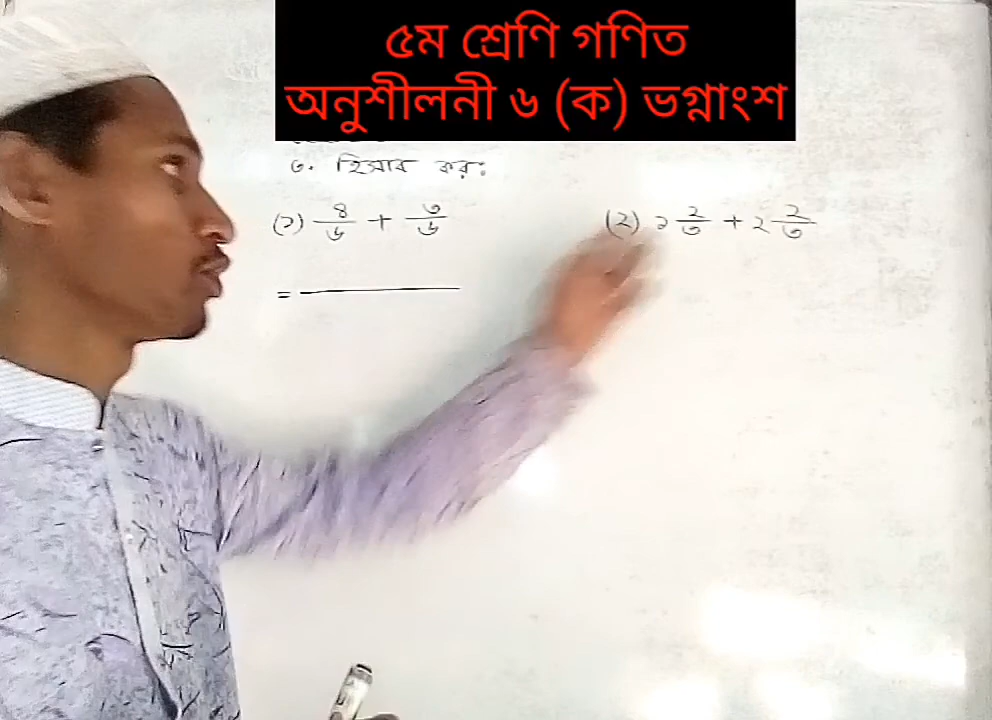 ৫ম শ্রেণি গণিত
অনুশীলনী ৬ (ক) ভগ্নাংশ
৩. হিসাব কর:
(১) ৪/৬ + ৩/৬ (২) ১ ২/৩ + ২ ২/৩
=